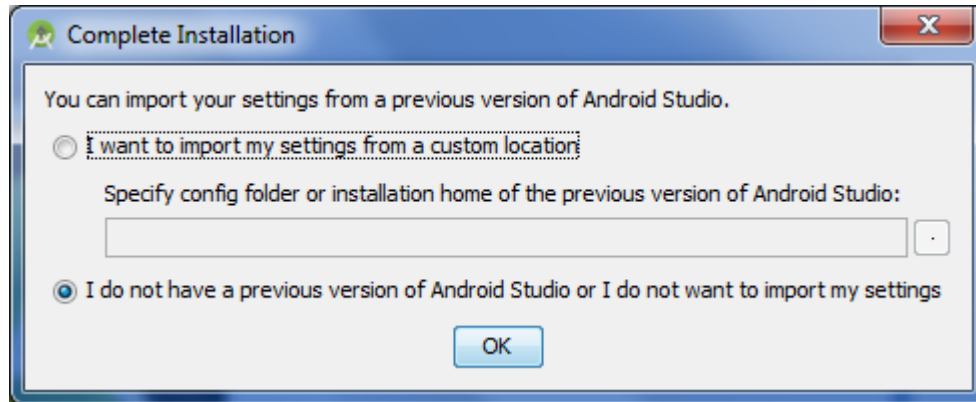 Complete Installation
You can import your settings from a previous version of Android Studio.
I want to import my settings from a custom location
Specify config folder or installation home of the previous version of Android Studio:
.
I do not have a previous version of Android Studio or I do not want to import my settings
OK